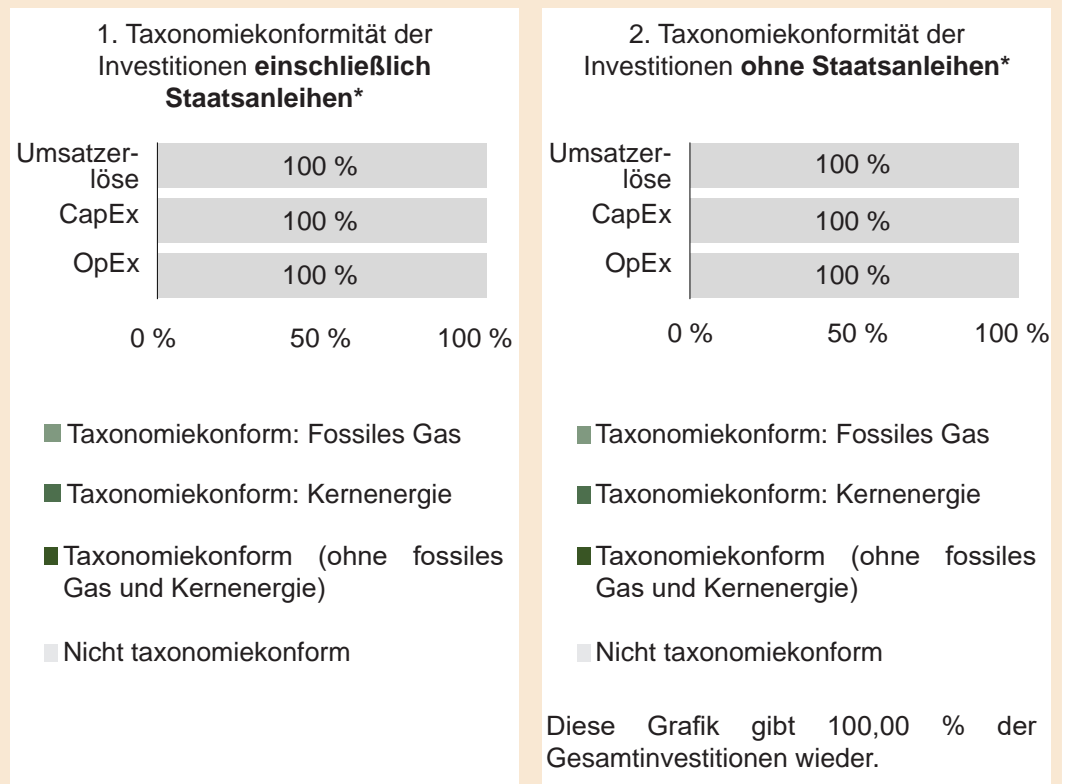 1. Taxonomiekonformität der
Investitionen einschließlich
Staatsanleihen*
Umsatzer-
löse
100 %
CapEx
100 %
OpEx
100 %
0 % 50 % 100 %
Taxonomiekonform: Fossiles Gas
Taxonomiekonform: Kernenergie
Taxonomiekonform (ohne fossiles
Gas und Kernenergie)
Nicht taxonomiekonform
2. Taxonomiekonformität der
Investitionen ohne Staatsanleihen*
Umsatzer-
löse
100 %
CapEx
100 %
OpEx
100 %
0 % 50 % 100 %
Taxonomiekonform: Fossiles Gas
Taxonomiekonform: Kernenergie
Taxonomiekonform (ohne fossiles
Gas und Kernenergie)
Nicht taxonomiekonform
Diese Grafik gibt 100,00 % der
Gesamtinvestitionen wieder.